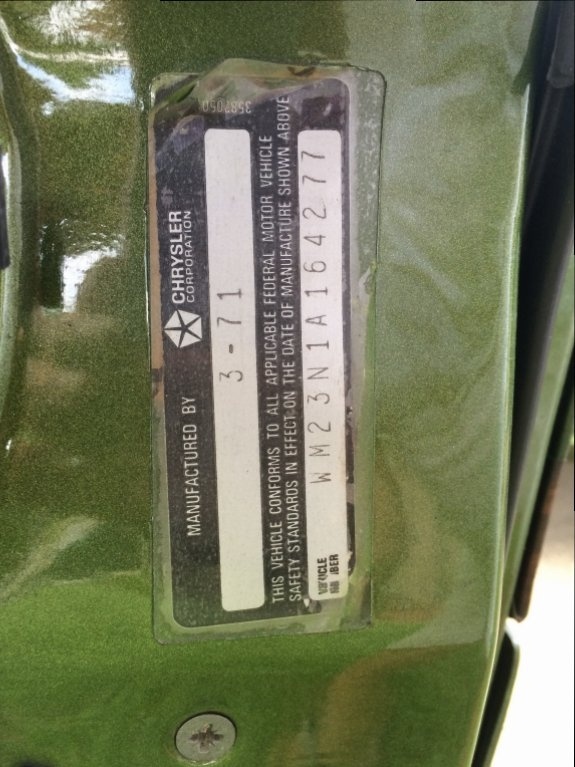 3587050
MANUFACTURED BY CHRYSLER
CORPORATION
3-71
THIS VEHICLE CONFORMS TO ALL APPLICABLE FEDERAL MOTOR VEHICLE
SAFETY STANDARDS IN EFFECT ON THE DATE OF MANUFACTURE SHOWN ABOVE
VEHICLE
WM23N1A164277